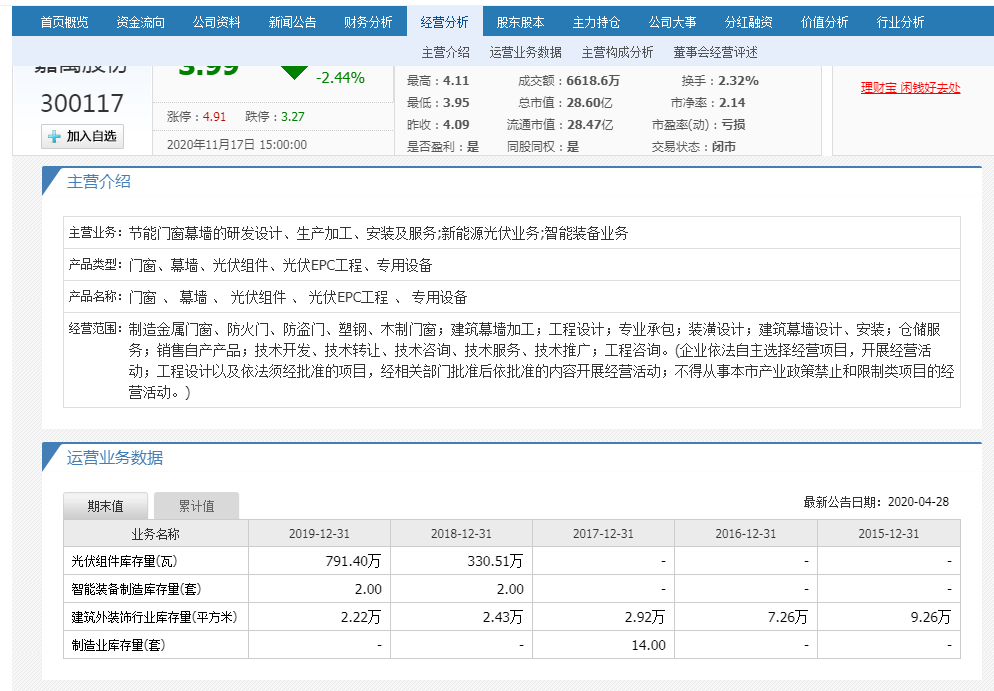 首页概览 资金流向 公司资料 新闻公告 财务分析 经营分析 股东股本 主力持仓 公司大事 分红融资 价值分析 行业分析
主营介绍 运营业务数据 主营构成分析 董事会经营评述
嘉寓股份
300117
加入自选
3.99 -2.44%
涨停：4.91 跌停：3.27
2020年11月17日 15:00:00
最高：4.11 成交额：6618.6万 换手：2.32%
最低：3.95 总市值：28.60亿 市净率：2.14
昨收：4.09 流通市值：28.47亿 市盈率(动)：亏损
是否盈利：是 同股同权：是 交易状态：闭市
理财宝 闲钱好去处
主营介绍
主营业务：节能门窗幕墙的研发设计、生产加工、安装及服务;新能源光伏业务;智能装备业务
产品类型：门窗、幕墙、光伏组件、光伏EPC工程、专用设备
产品名称：门窗 、 幕墙 、 光伏组件 、 光伏EPC工程 、 专用设备
经营范围：制造金属门窗、防火门、防盗门、塑钢、木制门窗；建筑幕墙加工；工程设计；专业承包；装潢设计；建筑幕墙设计、安装；仓储服
务；销售自产产品；技术开发、技术转让、技术咨询、技术服务、技术推广；工程咨询。(企业依法自主选择经营项目，开展经营活
动；工程设计以及依法须经批准的项目，经相关部门批准后依批准的内容开展经营活动；不得从事本市产业政策禁止和限制类项目的经
营活动。)
运营业务数据
期末值 累计值 最新公告日期：2020-04-28
业务名称 2019-12-31 2018-12-31 2017-12-31 2016-12-31 2015-12-31
光伏组件库存量(瓦) 791.40万 330.51万 - - -
智能装备制造库存量(套) 2.00 2.00 - - -
建筑外装饰行业库存量(平方米) 2.22万 2.43万 2.92万 7.26万 9.26万
制造业库存量(套) - - 14.00 - -